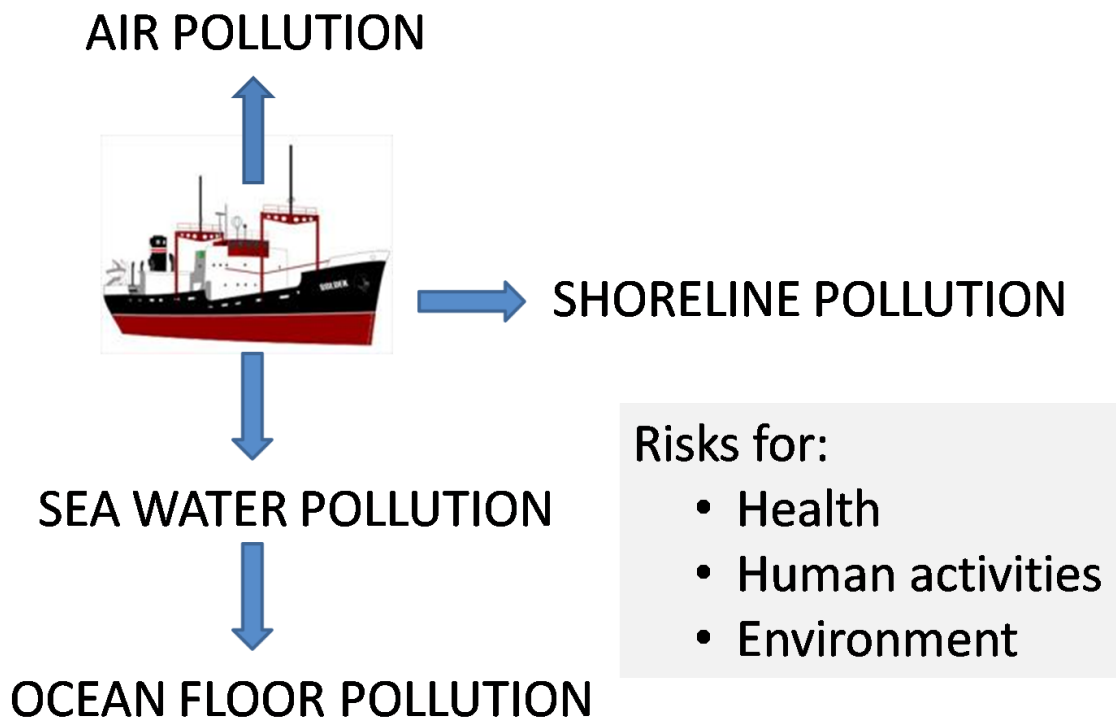 AIR POLLUTION
SHORELINE POLLUTION
Risks for:
• Health
• Human activities
• Environment
SEA WATER POLLUTION
OCEAN FLOOR POLLUTION